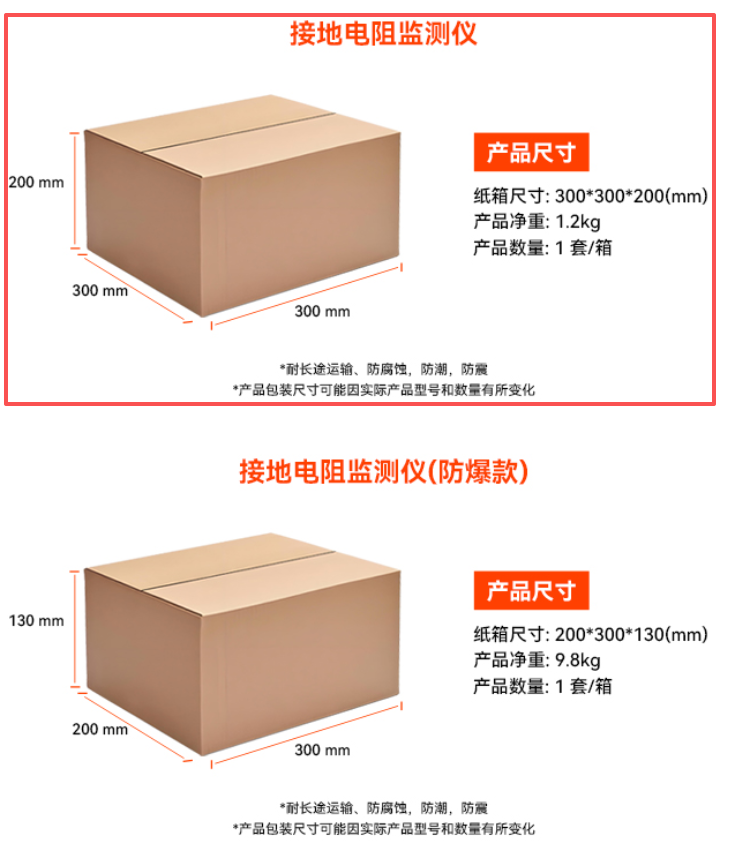 接地电阻监测仪
产品尺寸
200 mm
纸箱尺寸: 300*300*200(mm)
产品净重: 1.2kg
产品数量: 1 套/箱
300 mm
300 mm
*耐长途运输、防腐蚀，防潮，防震
*产品包装尺寸可能因实际产品型号和数量有所变化
接地电阻监测仪(防爆款)
产品尺寸
130 mm
纸箱尺寸: 200*300*130(mm)
产品净重: 9.8kg
产品数量: 1 套/箱
200 mm
300 mm
*耐长途运输、防腐蚀，防潮，防震
*产品包装尺寸可能因实际产品型号和数量有所变化